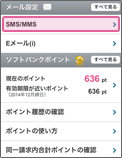 メール設定 すべて見る
SMS/MMS
Eメール(i)
ソフトバンクポイント すべて見る
現在のポイント 636 pt
有効期限が近いポイント 636 pt
(2014年12月締日)
ポイント履歴の確認
ポイントの使い方
同一請求内合計ポイントの確認